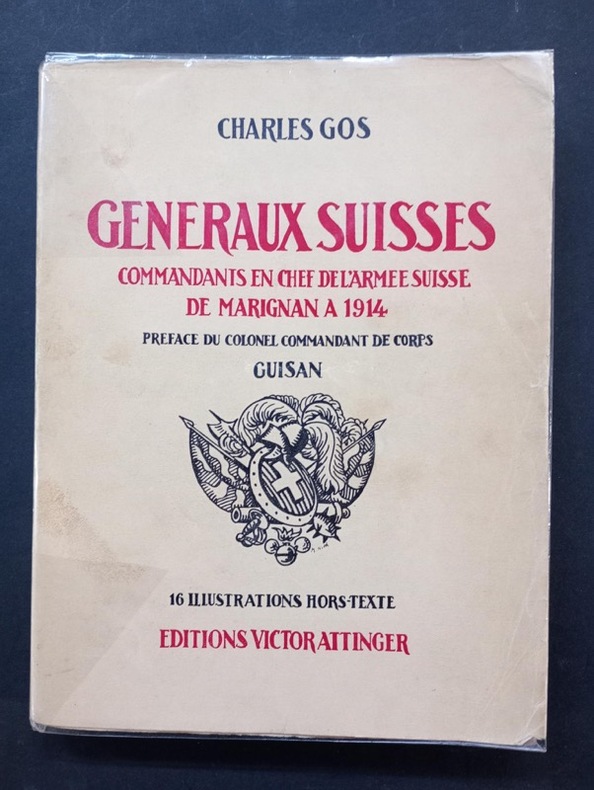 CHARLES GOS
GENERAUX SUISSES
COMMANDANTS EN CHEF DE L'ARMEE SUISSE
DE MARIGNAN A 1914
PREFACE DU COLONEL COMMANDANT DE CORPS
GUISAN
16 ILLUSTRATIONS HORS-TEXTE
EDITIONS VICTOR ATTINGER